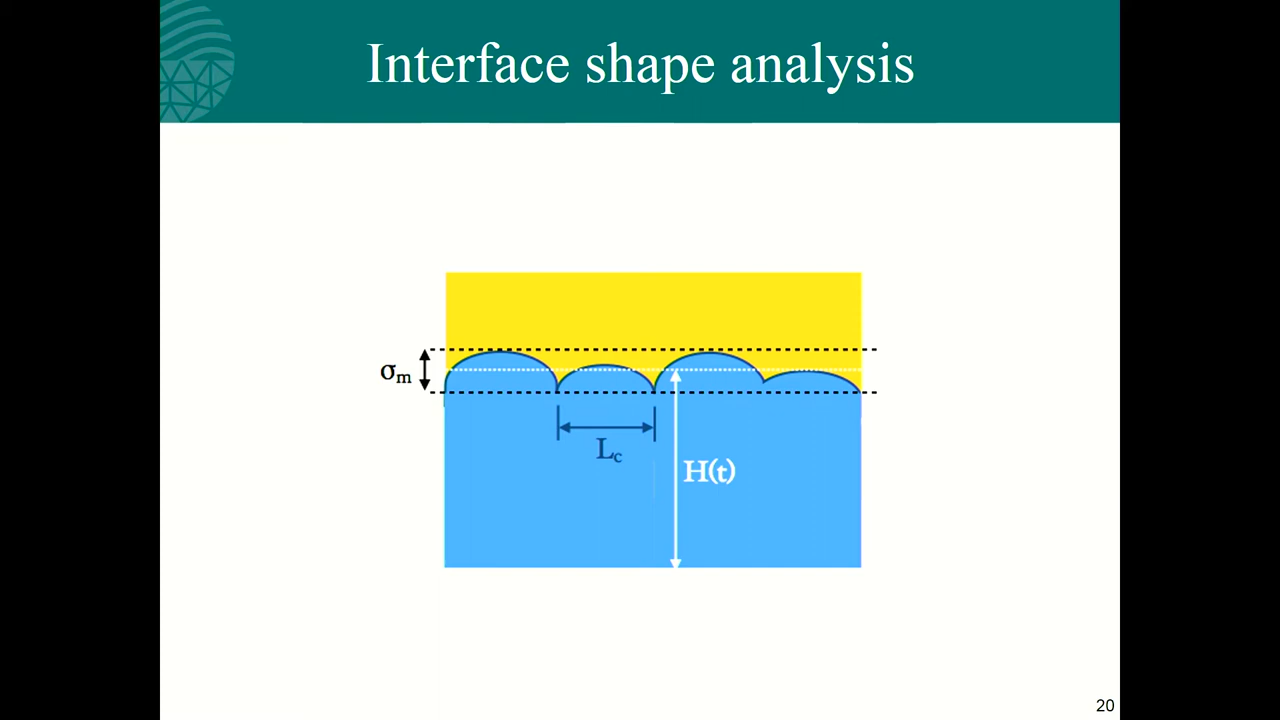 Interface shape analysis
σm
Lc
H(t)
20